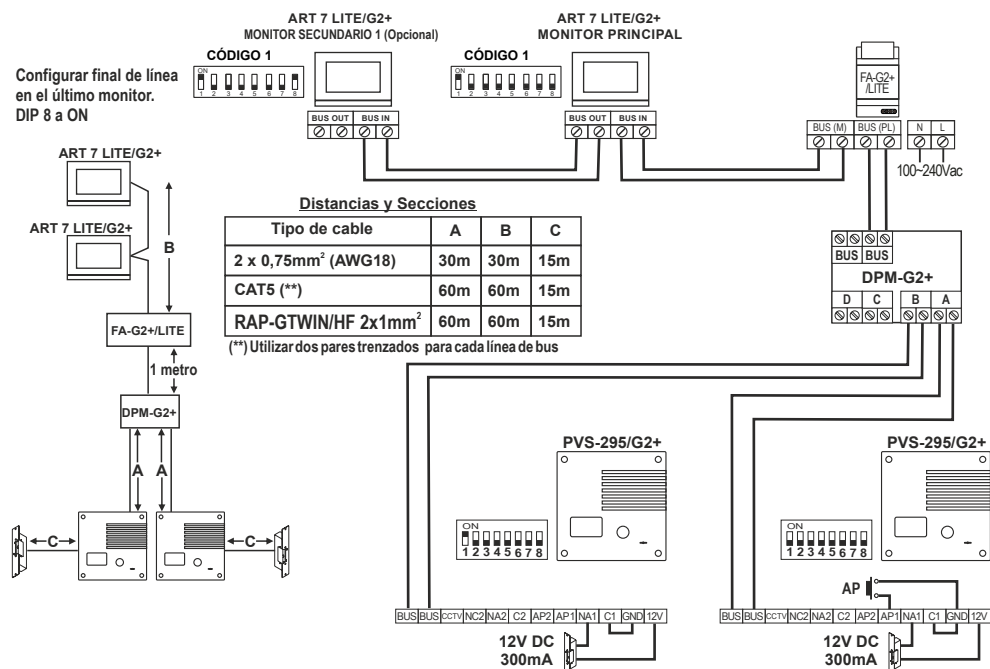 ART 7 LITE/G2+
MONITOR SECUNDARIO 1 (Opcional)
ART 7 LITE/G2+
MONITOR PRINCIPAL
CÓDIGO 1
ON
1 2 3 4 5 6 7 8
CÓDIGO 1
ON
1 2 3 4 5 6 7 8
FA-G2+
/LITE
Configurar final de línea
en el último monitor.
DIP 8 a ON
BUS OUT BUS IN
BUS OUT BUS IN
BUS (M) BUS (PL) N L
100~240Vac
ART 7 LITE/G2+
ART 7 LITE/G2+
B
FA-G2+/LITE
1 metro
DPM-G2+
A A
C C
Distancias y Secciones
Tipo de cable A B C
2 x 0,75mm² (AWG18) 30m 30m 15m
CAT5 (**) 60m 60m 15m
RAP-GTWIN/HF 2x1mm² 60m 60m 15m
(**) Utilizar dos pares trenzados para cada línea de bus
BUS BUS
DPM-G2+
D C B A
PVS-295/G2+
ON
1 2 3 4 5 6 7 8
BUS BUS CCTV NC2 NA2 C2 AP2 AP1 NA1 C1 GND 12V
12V DC
300mA
PVS-295/G2+
ON
1 2 3 4 5 6 7 8
AP
BUS BUS CCTV NC2 NA2 C2 AP2 AP1 NA1 C1 GND 12V
12V DC
300mA